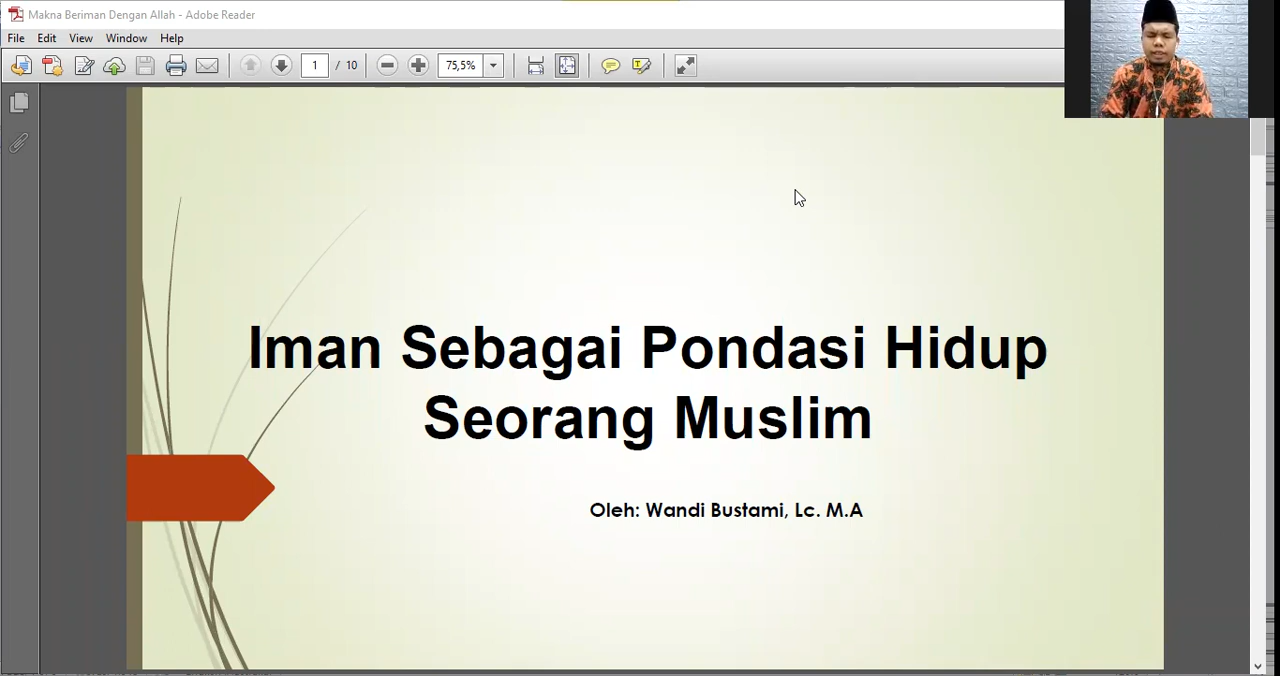 Makna Beriman Dengan Allah - Adobe Reader
File Edit View Window Help
1 / 10 75,5%
Iman Sebagai Pondasi Hidup
Seorang Muslim
Oleh: Wandi Bustami, Lc. M.A